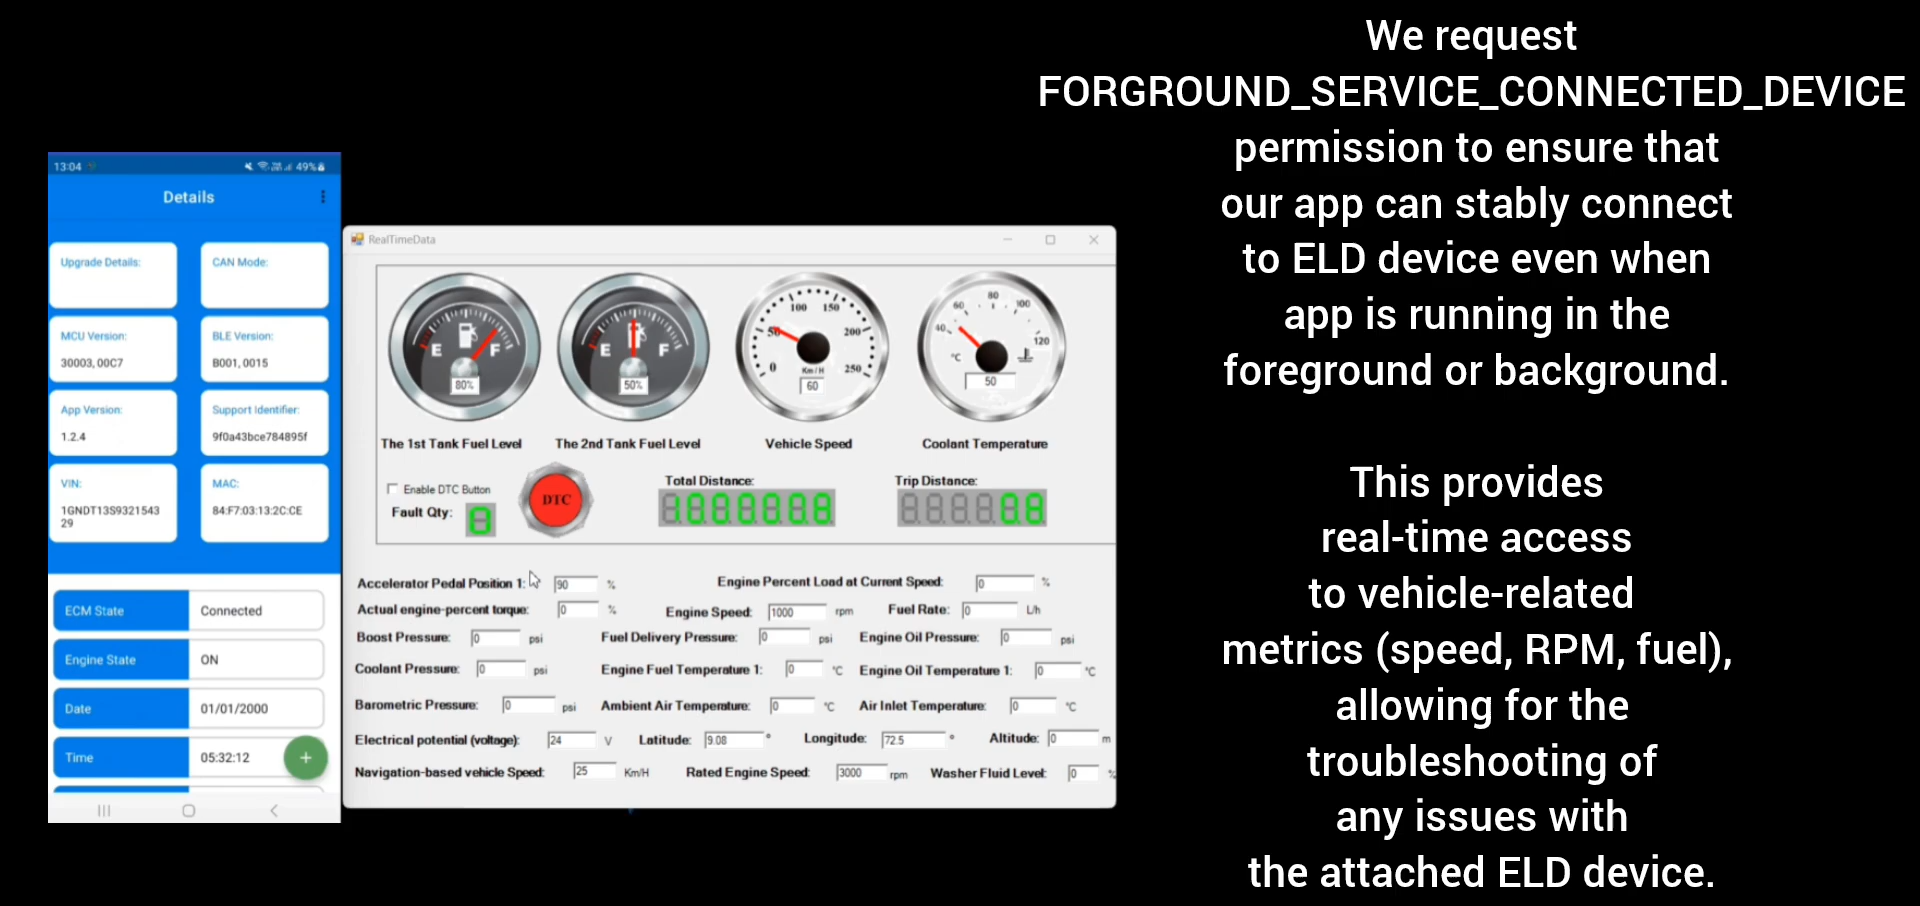 13:04
49%
Details
Upgrade Details:
CAN Mode:
MCU Version:
30003, 00C7
BLE Version:
B001, 0015
App Version:
1.2.4
Support Identifier:
9f0a43bce784895f
VIN:
1GNDT13S9321543
29
MAC:
84:F7:03:13:2C:CE
ECM State
Connected
Engine State
ON
Date
01/01/2000
Time
05:32:12
+
RealTimeData
E F
80%
The 1st Tank Fuel Level
E F
50%
The 2nd Tank Fuel Level
0 50 100 150 200 250
Km/H
60
Vehicle Speed
40 60 80 100 120
°C
50
Coolant Temperature
Enable DTC Button
Fault Qty:
0
DTC
Total Distance:
Trip Distance:
Accelerator Pedal Position 1: 90 %
Engine Percent Load at Current Speed: 0 %
Actual engine-percent torque: 0 %
Engine Speed: 1000 rpm
Fuel Rate: 0 L/h
Boost Pressure: 0 psi
Fuel Delivery Pressure: 0 psi
Engine Oil Pressure: 0 psi
Coolant Pressure: 0 psi
Engine Fuel Temperature 1: 0 °C
Engine Oil Temperature 1: 0 °C
Barometric Pressure: 0 psi
Ambient Air Temperature: 0 °C
Air Inlet Temperature: 0 °C
Electrical potential (voltage): 24 V
Latitude: 9.08 °
Longitude: 72.5 °
Altitude: 0 m
Navigation-based vehicle Speed: 25 Km/H
Rated Engine Speed: 3000 rpm
Washer Fluid Level: 0 %
We request
FORGROUND_SERVICE_CONNECTED_DEVICE
permission to ensure that
our app can stably connect
to ELD device even when
app is running in the
foreground or background.
This provides
real-time access
to vehicle-related
metrics (speed, RPM, fuel),
allowing for the
troubleshooting of
any issues with
the attached ELD device.